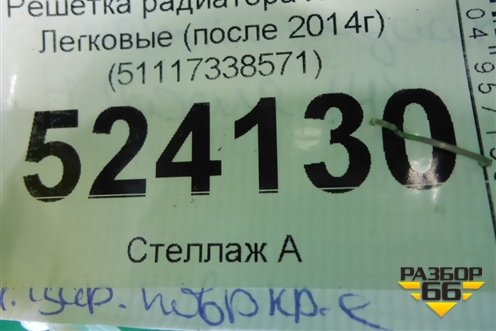 Решетка радиатора
Легковые (после 2014г)
(51117338571)
524130
Стеллаж А
РАЗБОР
66